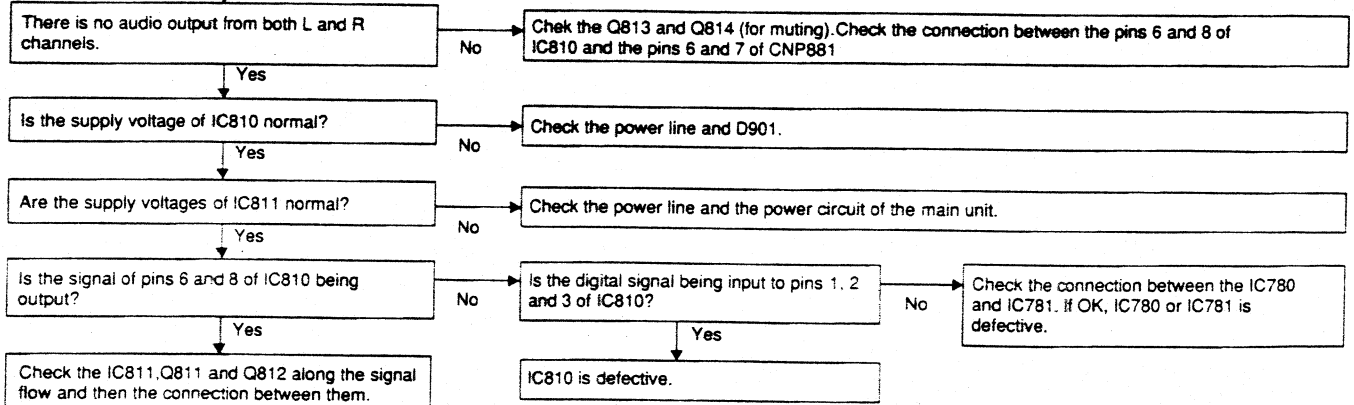 There is no audio output from both L and R
channels.
No
Chek the Q813 and Q814 (for muting).Check the connection between the pins 6 and 8 of
IC810 and the pins 6 and 7 of CNP881
Yes
Is the supply voltage of IC810 normal?
No
Check the power line and D901.
Yes
Are the supply voltages of IC811 normal?
No
Check the power line and the power circuit of the main unit.
Yes
Is the signal of pins 6 and 8 of IC810 being
output?
No
Is the digital signal being input to pins 1, 2
and 3 of IC810?
No
Check the connection between the IC780
and IC781. If OK, IC780 or IC781 is
defective.
Yes
Yes
Check the IC811,Q811 and Q812 along the signal
flow and then the connection between them.
IC810 is defective.